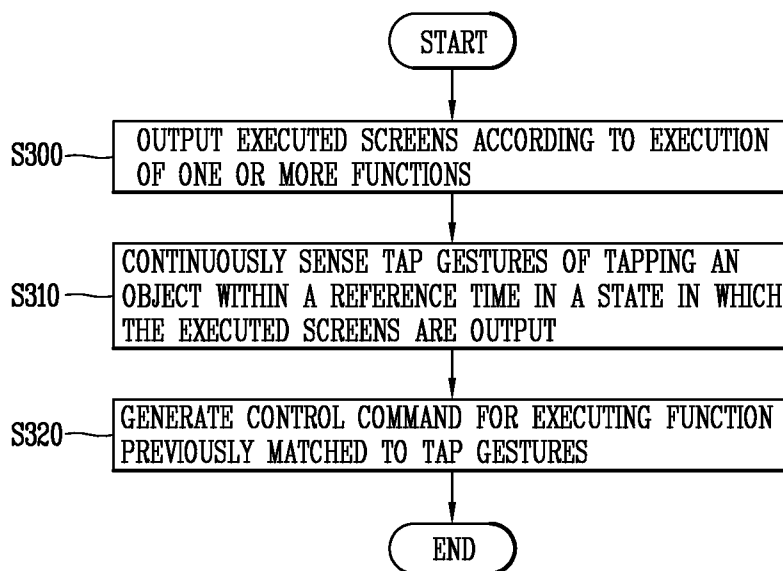 START
S300
OUTPUT EXECUTED SCREENS ACCORDING TO EXECUTION
OF ONE OR MORE FUNCTIONS
S310
CONTINUOUSLY SENSE TAP GESTURES OF TAPPING AN
OBJECT WITHIN A REFERENCE TIME IN A STATE IN WHICH
THE EXECUTED SCREENS ARE OUTPUT
S320
GENERATE CONTROL COMMAND FOR EXECUTING FUNCTION
PREVIOUSLY MATCHED TO TAP GESTURES
END